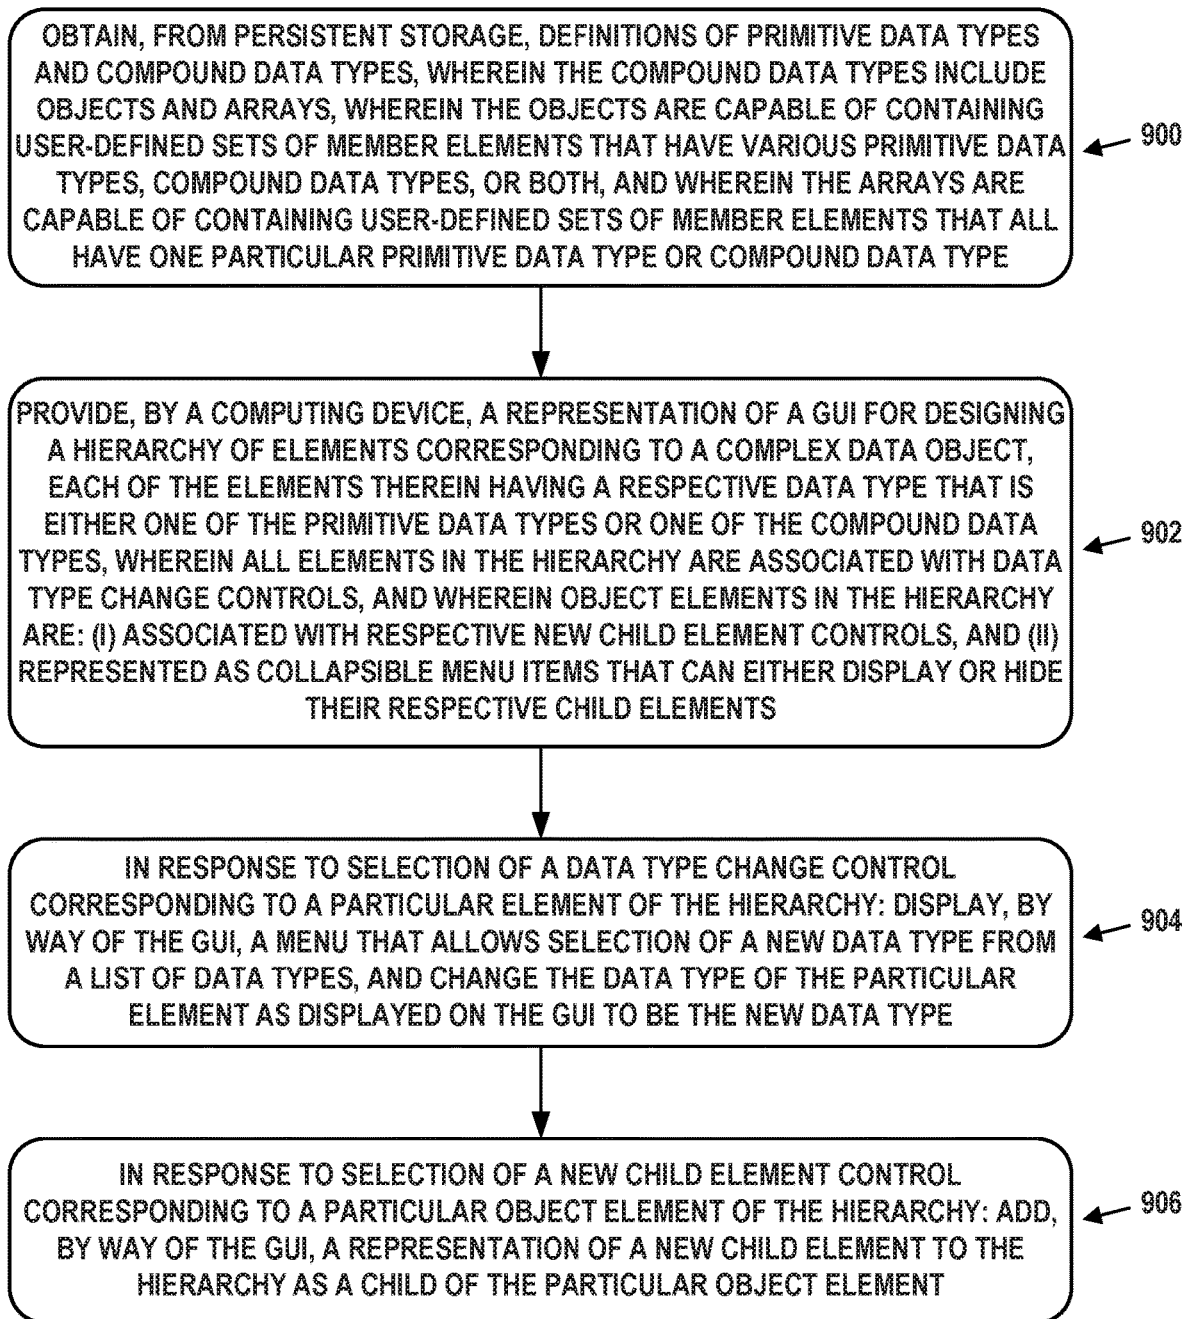 OBTAIN, FROM PERSISTENT STORAGE, DEFINITIONS OF PRIMITIVE DATA TYPES
AND COMPOUND DATA TYPES, WHEREIN THE COMPOUND DATA TYPES INCLUDE
OBJECTS AND ARRAYS, WHEREIN THE OBJECTS ARE CAPABLE OF CONTAINING
USER-DEFINED SETS OF MEMBER ELEMENTS THAT HAVE VARIOUS PRIMITIVE DATA
TYPES, COMPOUND DATA TYPES, OR BOTH, AND WHEREIN THE ARRAYS ARE
CAPABLE OF CONTAINING USER-DEFINED SETS OF MEMBER ELEMENTS THAT ALL
HAVE ONE PARTICULAR PRIMITIVE DATA TYPE OR COMPOUND DATA TYPE
900
PROVIDE, BY A COMPUTING DEVICE, A REPRESENTATION OF A GUI FOR DESIGNING
A HIERARCHY OF ELEMENTS CORRESPONDING TO A COMPLEX DATA OBJECT,
EACH OF THE ELEMENTS THEREIN HAVING A RESPECTIVE DATA TYPE THAT IS
EITHER ONE OF THE PRIMITIVE DATA TYPES OR ONE OF THE COMPOUND DATA
TYPES, WHEREIN ALL ELEMENTS IN THE HIERARCHY ARE ASSOCIATED WITH DATA
TYPE CHANGE CONTROLS, AND WHEREIN OBJECT ELEMENTS IN THE HIERARCHY
ARE: (I) ASSOCIATED WITH RESPECTIVE NEW CHILD ELEMENT CONTROLS, AND (II)
REPRESENTED AS COLLAPSIBLE MENU ITEMS THAT CAN EITHER DISPLAY OR HIDE
THEIR RESPECTIVE CHILD ELEMENTS
902
IN RESPONSE TO SELECTION OF A DATA TYPE CHANGE CONTROL
CORRESPONDING TO A PARTICULAR ELEMENT OF THE HIERARCHY: DISPLAY, BY
WAY OF THE GUI, A MENU THAT ALLOWS SELECTION OF A NEW DATA TYPE FROM
A LIST OF DATA TYPES, AND CHANGE THE DATA TYPE OF THE PARTICULAR
ELEMENT AS DISPLAYED ON THE GUI TO BE THE NEW DATA TYPE
904
IN RESPONSE TO SELECTION OF A NEW CHILD ELEMENT CONTROL
CORRESPONDING TO A PARTICULAR OBJECT ELEMENT OF THE HIERARCHY: ADD,
BY WAY OF THE GUI, A REPRESENTATION OF A NEW CHILD ELEMENT TO THE
HIERARCHY AS A CHILD OF THE PARTICULAR OBJECT ELEMENT
906